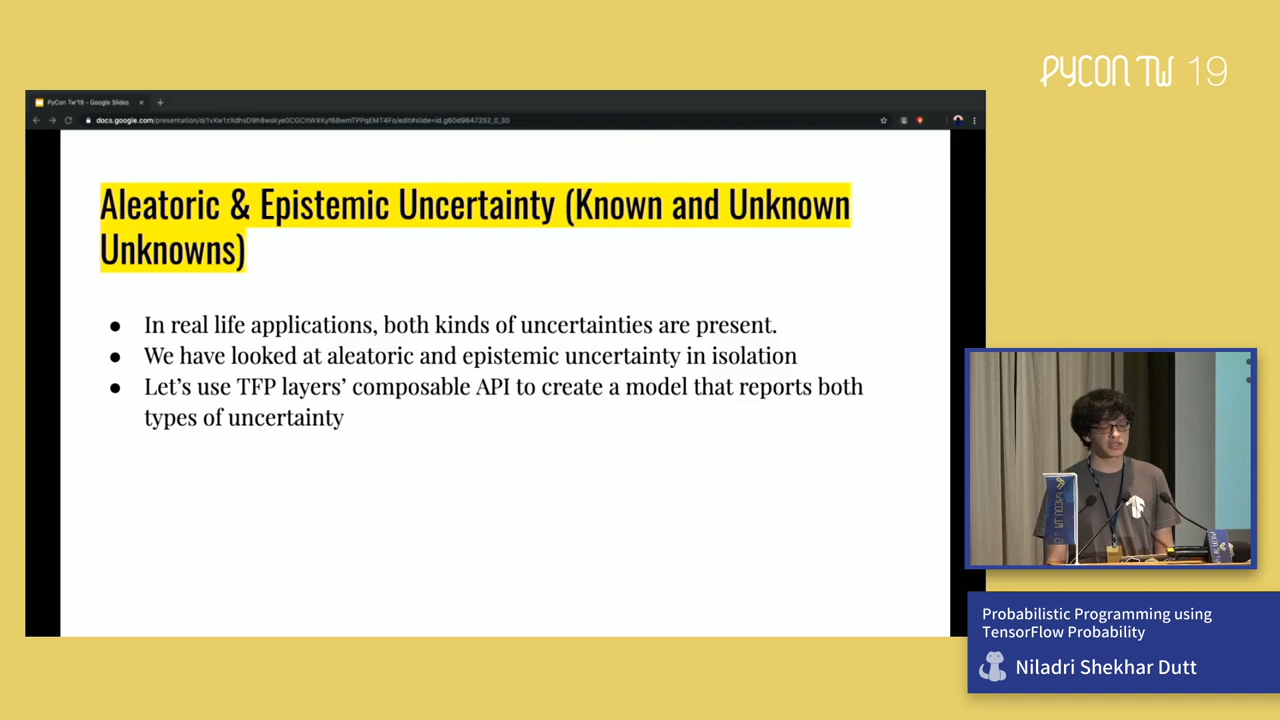 PYCON TW 19
PyCon Tw'19 - Google Slides
Aleatoric & Epistemic Uncertainty (Known and Unknown
Unknowns)
● In real life applications, both kinds of uncertainties are present.
● We have looked at aleatoric and epistemic uncertainty in isolation
● Let's use TFP layers' composable API to create a model that reports both
types of uncertainty
Probabilistic Programming using
TensorFlow Probability
Niladri Shekhar Dutt